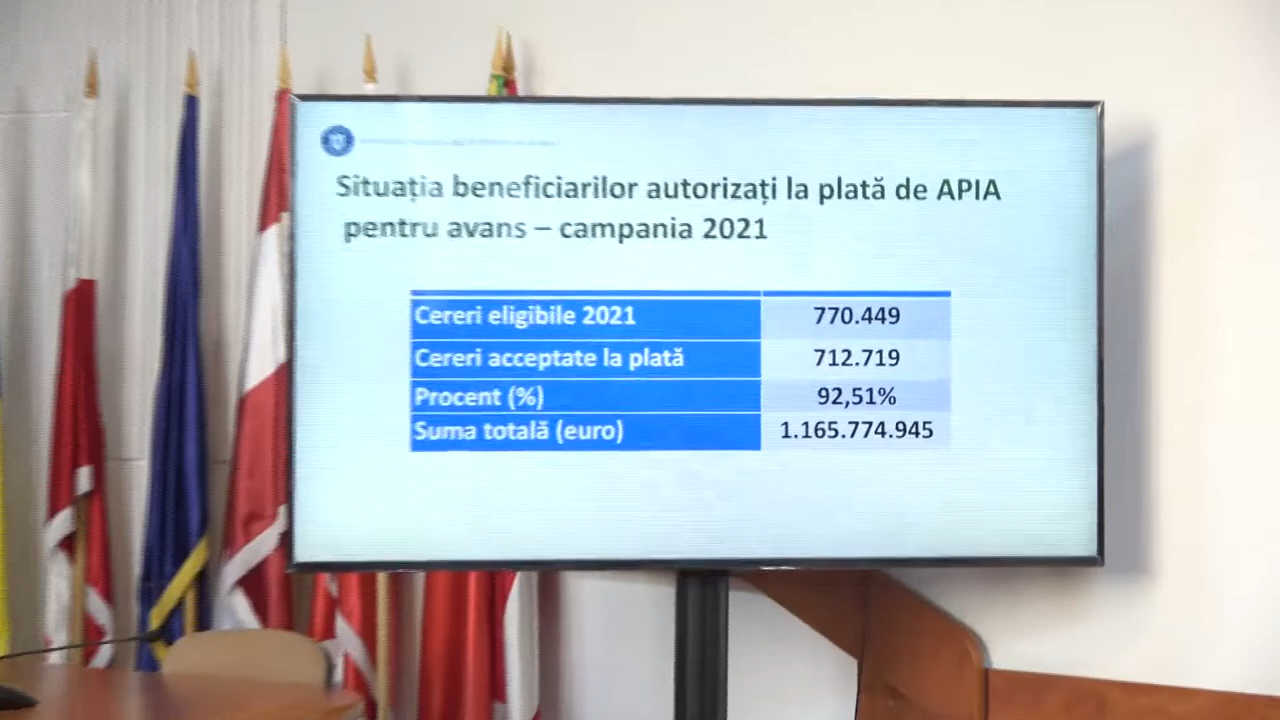 Situația beneficiarilor autorizați la plată de APIA
pentru avans – campania 2021
Cereri eligibile 2021 770.449
Cereri acceptate la plată 712.719
Procent (%) 92,51%
Suma totală (euro) 1.165.774.945